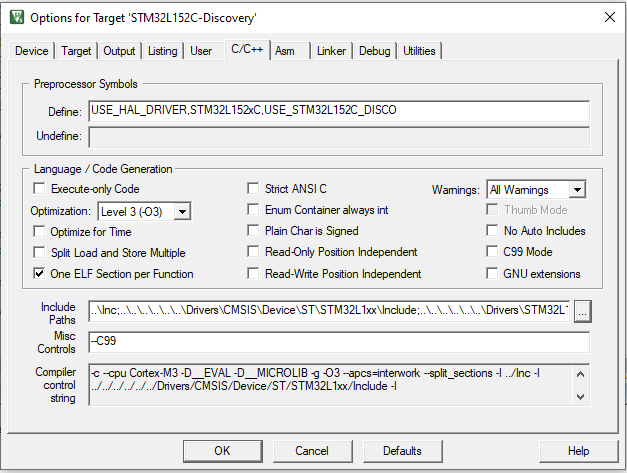 Options for Target 'STM32L152C-Discovery'
Device Target Output Listing User C/C++ Asm Linker Debug Utilities
Preprocessor Symbols
Define: USE_HAL_DRIVER,STM32L152xC,USE_STM32L152C_DISCO
Undefine:
Language / Code Generation
Execute-only Code Strict ANSI C Warnings: All Warnings
Optimization: Level 3 (-O3) Enum Container always int Thumb Mode
Optimize for Time Plain Char is Signed No Auto Includes
Split Load and Store Multiple Read-Only Position Independent C99 Mode
One ELF Section per Function Read-Write Position Independent GNU extensions
Include Paths ..\Inc;..\..\..\..\..\..\Drivers\CMSIS\Device\ST\STM32L1xx\Include;..\..\..\..\..\..\Drivers\STM32L1 ...
Misc Controls --C99
Compiler control string -c --cpu Cortex-M3 -D__EVAL -D__MICROLIB -g -O3 --apcs=interwork --split_sections -I ../Inc -I
../../../../../../Drivers/CMSIS/Device/ST/STM32L1xx/Include -I
OK Cancel Defaults Help